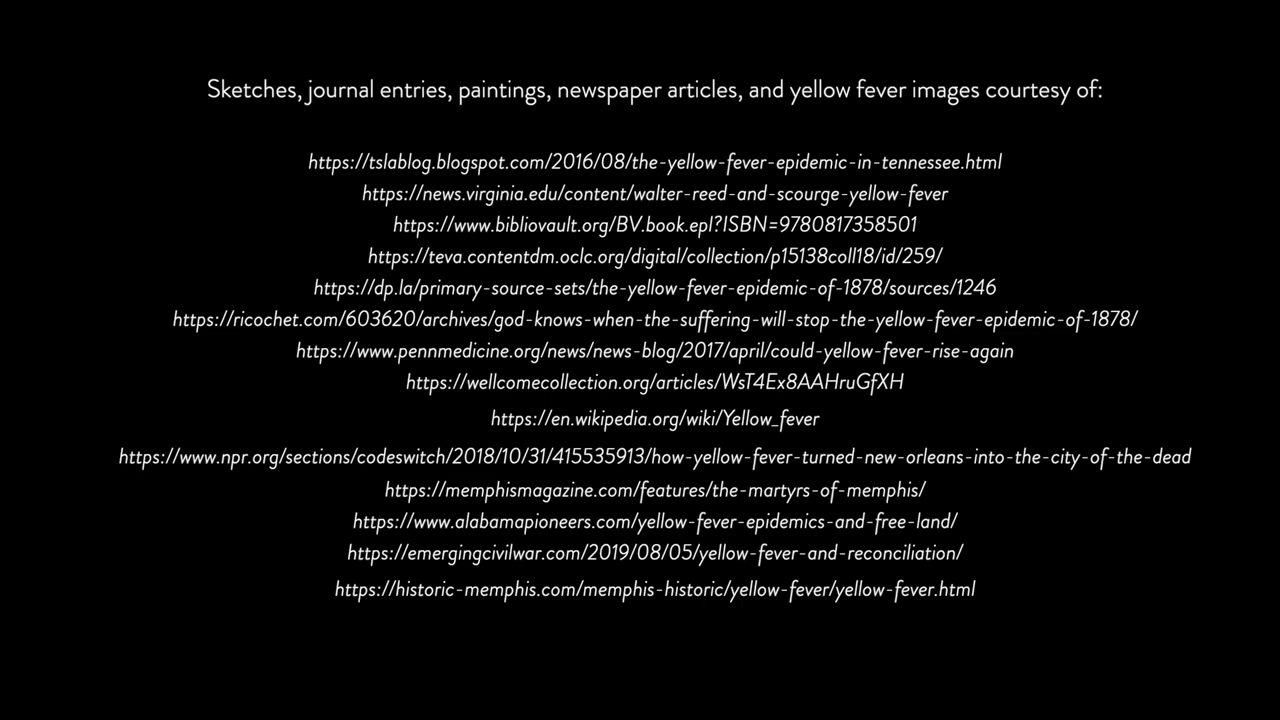 Sketches, journal entries, paintings, newspaper articles, and yellow fever images courtesy of:
https://tslablog.blogspot.com/2016/08/the-yellow-fever-epidemic-in-tennessee.html
https://news.virginia.edu/content/walter-reed-and-scourge-yellow-fever
https://www.bibliovault.org/BV.book.epl?ISBN=9780817358501
https://teva.contentdm.oclc.org/digital/collection/p15138coll18/id/259/
https://dp.la/primary-source-sets/the-yellow-fever-epidemic-of-1878/sources/1246
https://ricochet.com/603620/archives/god-knows-when-the-suffering-will-stop-the-yellow-fever-epidemic-of-1878/
https://www.pennmedicine.org/news/news-blog/2017/april/could-yellow-fever-rise-again
https://wellcomecollection.org/articles/WsT4Ex8AAHruGfXH
https://en.wikipedia.org/wiki/Yellow_fever
https://www.npr.org/sections/codeswitch/2018/10/31/415535913/how-yellow-fever-turned-new-orleans-into-the-city-of-the-dead
https://memphismagazine.com/features/the-martyrs-of-memphis/
https://www.alabamapioneers.com/yellow-fever-epidemics-and-free-land/
https://emergingcivilwar.com/2019/08/05/yellow-fever-and-reconciliation/
https://historic-memphis.com/memphis-historic/yellow-fever/yellow-fever.html